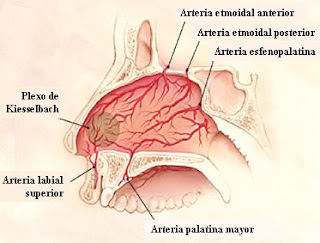 Arteria etmoidal anterior
Arteria etmoidal posterior
Arteria esfenopalatina
Plexo de
Kiesselbach
Arteria labial
superior
Arteria palatina mayor